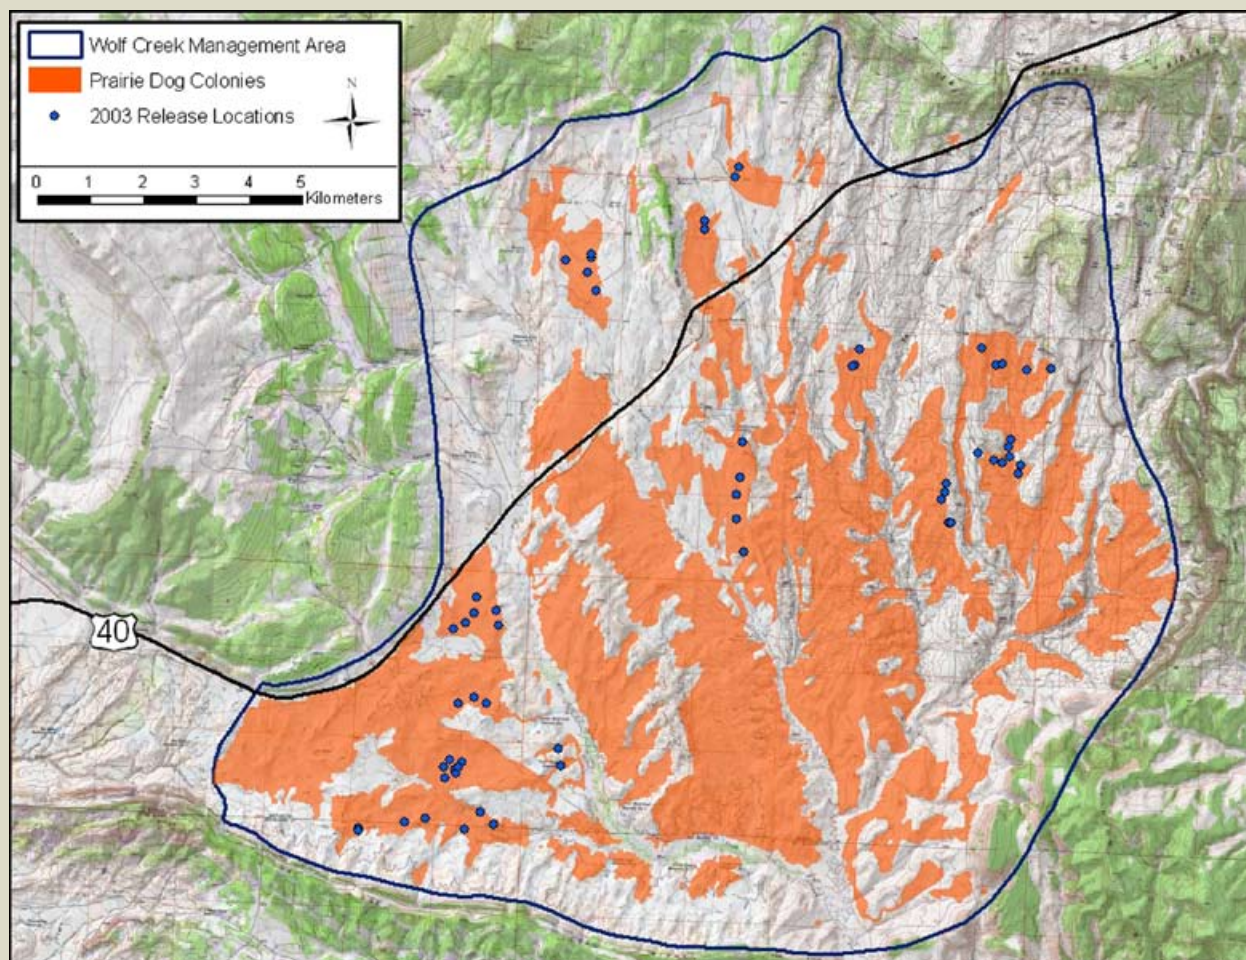 Wolf Creek Management Area
Prairie Dog Colonies
N
2003 Release Locations
0 1 2 3 4 5
Kilometers
40